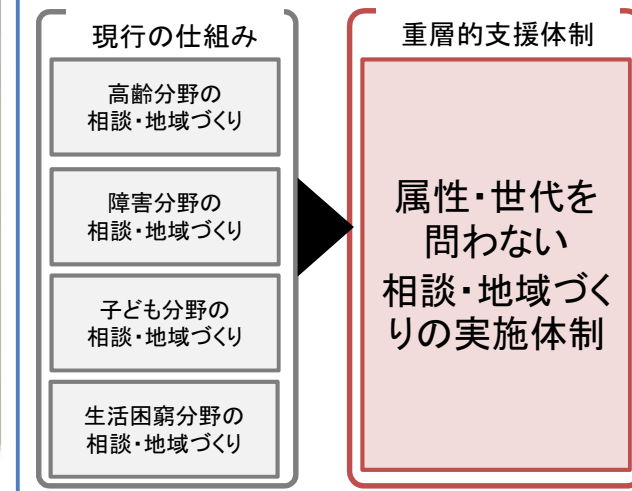 現行の仕組み
高齢分野の
相談・地域づくり
障害分野の
相談・地域づくり
子ども分野の
相談・地域づくり
生活困窮分野の
相談・地域づくり
重層的支援体制
属性・世代を
問わない
相談・地域づく
りの実施体制